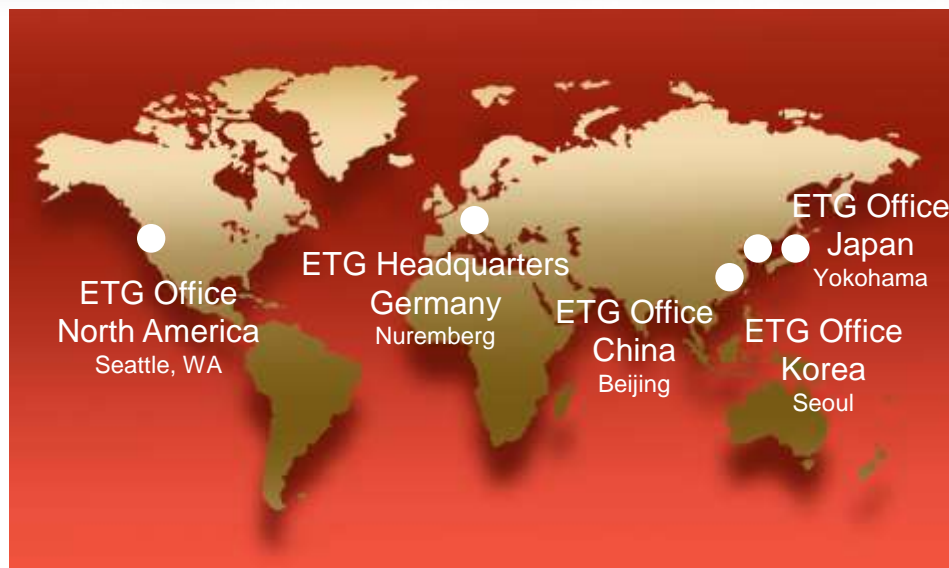 ETG Office
North America
Seattle, WA
ETG Headquarters
Germany
Nuremberg
ETG Office
China
Beijing
ETG Office
Japan
Yokohama
ETG Office
Korea
Seoul